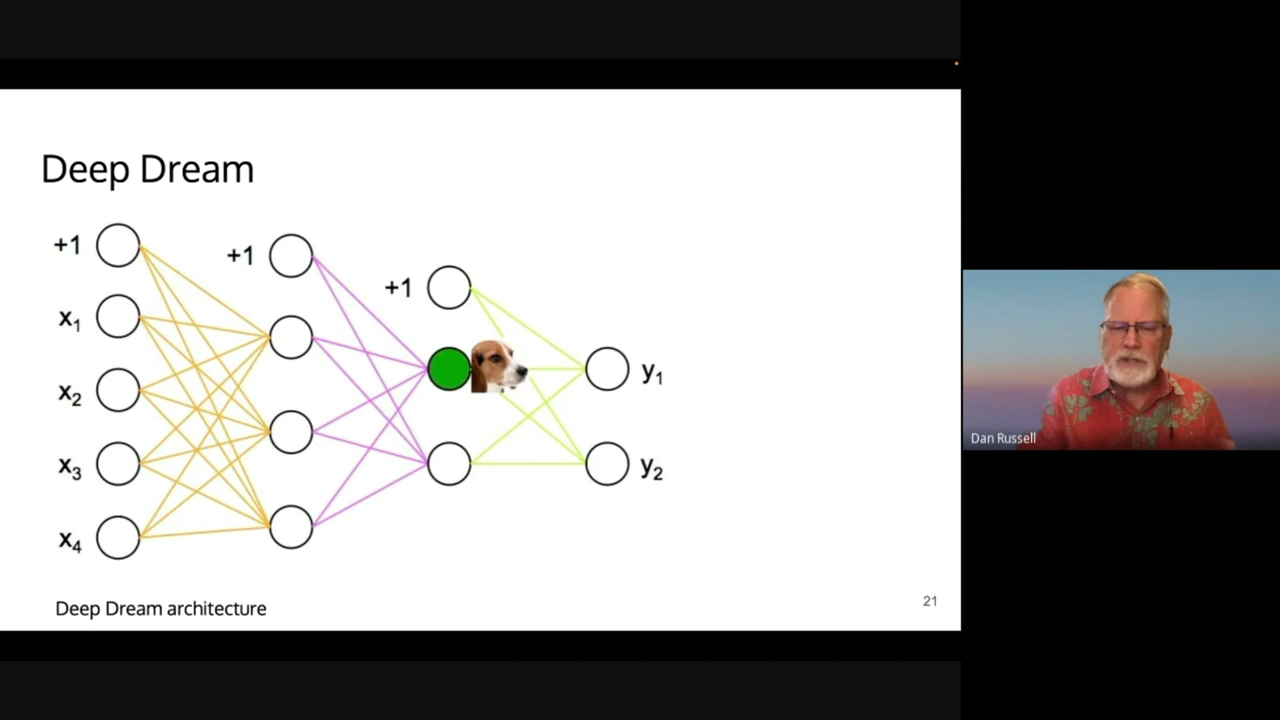 Deep Dream
+1
+1
+1
x1
x2
x3
x4
y1
y2
Deep Dream architecture
21
Dan Russell